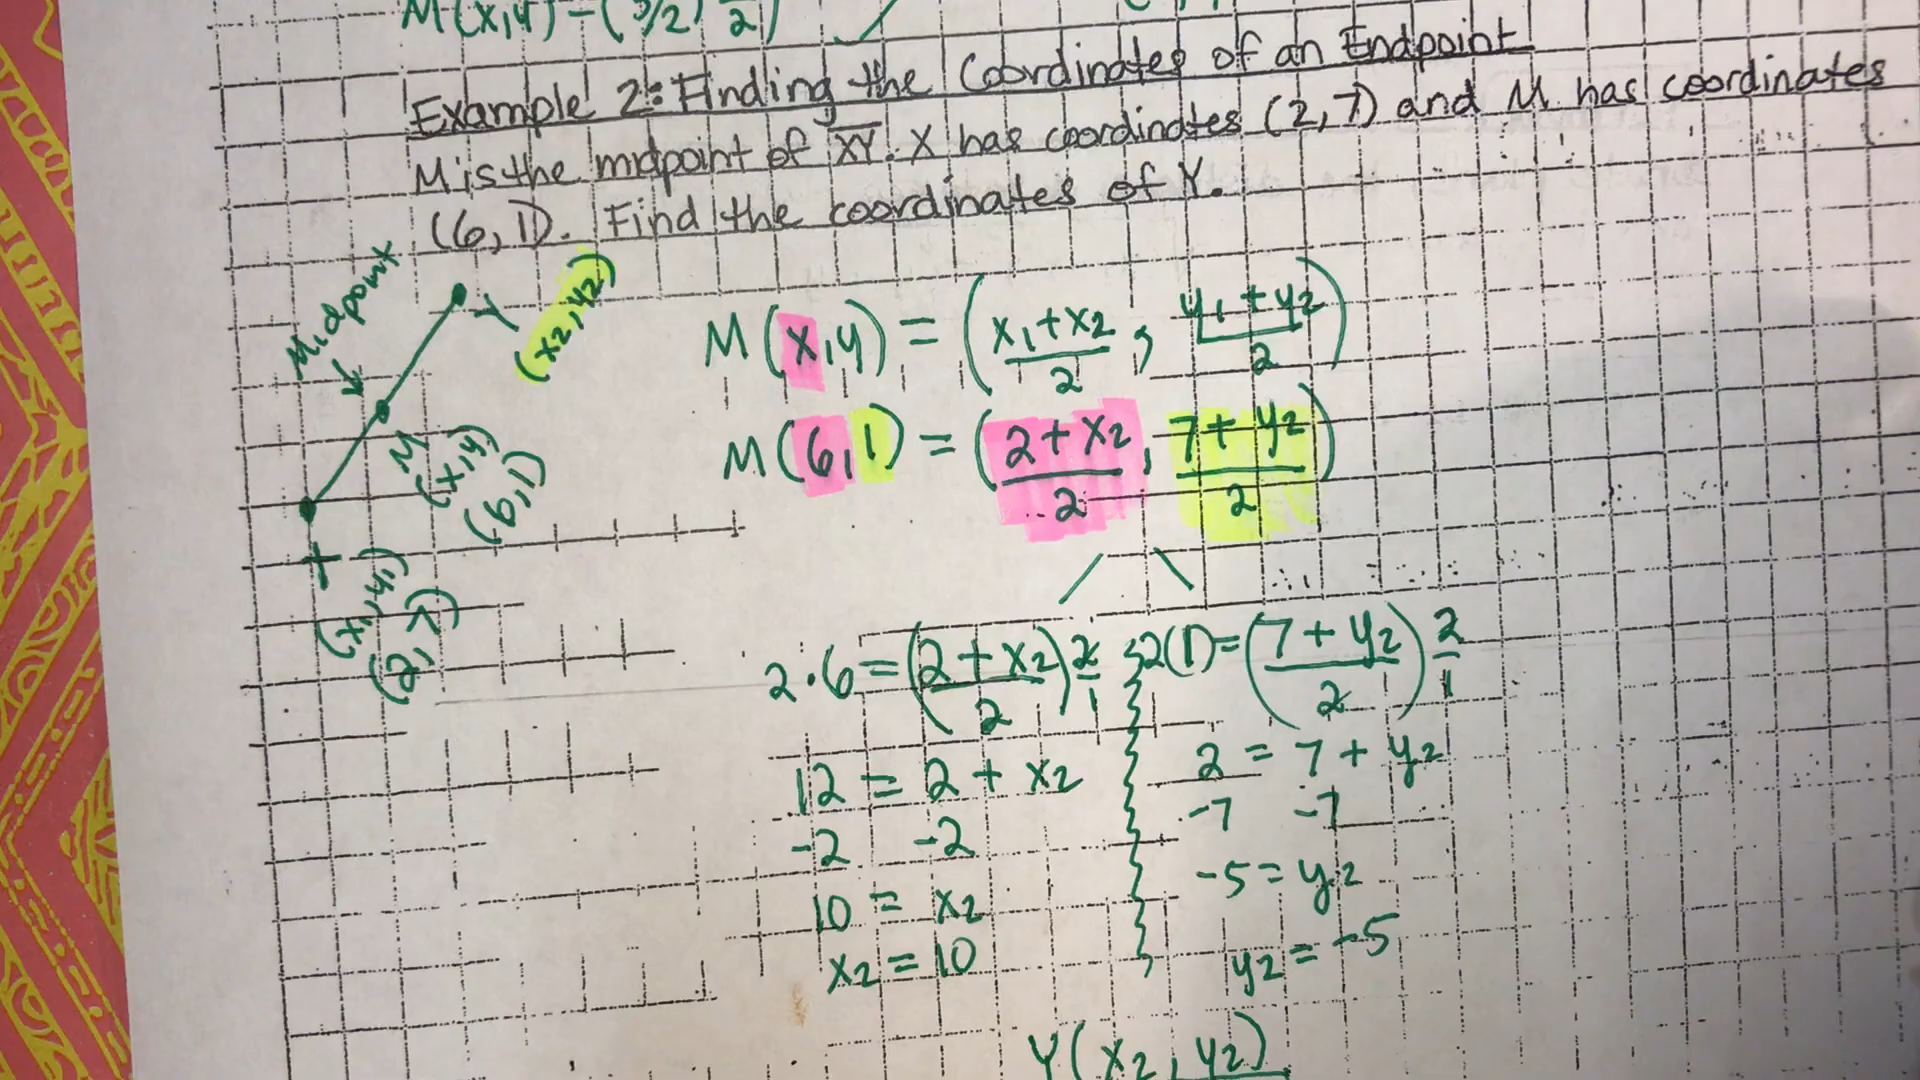 M(x,y) = (3/2, /2)
Example 2: Finding the Coordinates of an Endpoint
M is the midpoint of XY. X has coordinates (2,7) and M has coordinates
(6,1). Find the coordinates of Y.
Midpoint
Y
(x2,y2)
M
(x,y)
(6,1)
(x1,y1)
(2,7)
M(x,y) = (x1+x2/2, y1+y2/2)
M(6,1) = (2+x2/2, 7+y2/2)
2·6=(2+x2/2)2/1
12 = 2 + x2
-2 -2
10 = x2
x2 = 10
2(1)=(7+y2/2)2/1
2 = 7 + y2
-7 -7
-5 = y2
y2 = -5
Y(x2, y2)